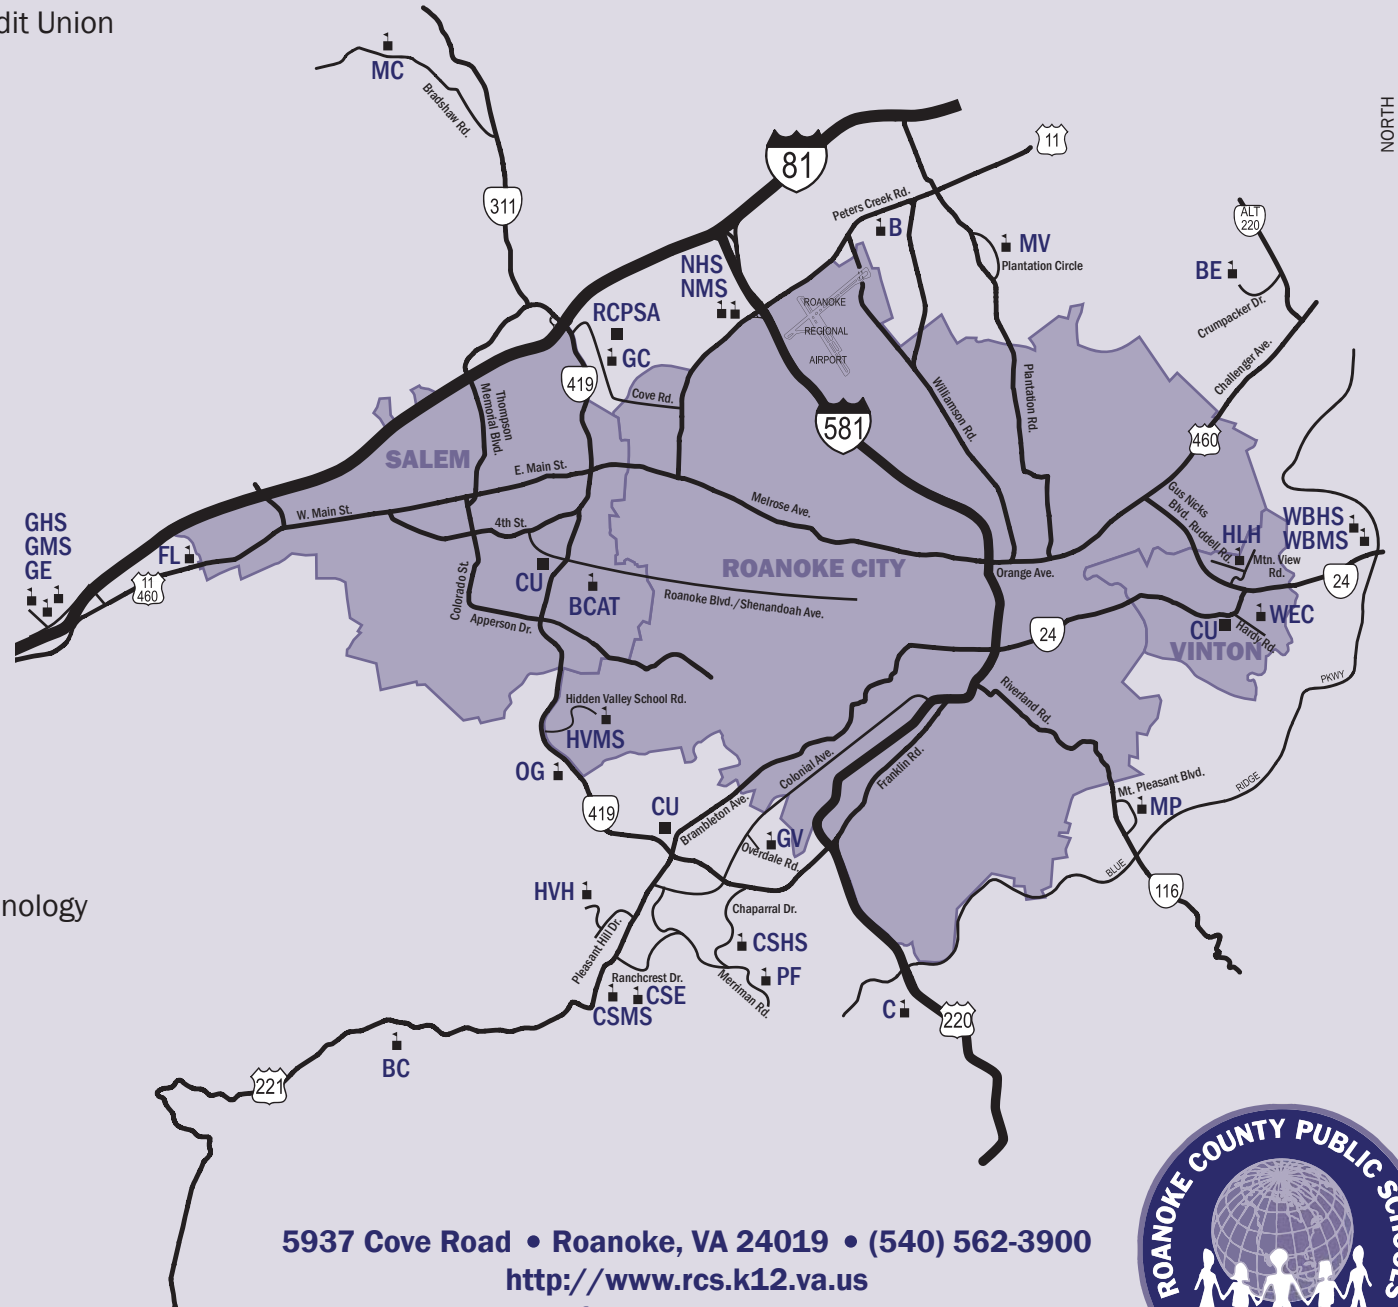 dit Union
MC
Bradshaw Rd.
NORTH
311
81
11
Peters Creek Rd.
B
MV
Plantation Circle
ALT
220
BE
Crumpacker Dr.
Challenger Ave.
NHS
NMS
RCPSA
GC
ROANOKE
REGIONAL
AIRPORT
419
Cove Rd.
Thompson
Memorial Blvd.
581
Williamson Rd.
Plantation Rd.
460
SALEM
E. Main St.
W. Main St.
4th St.
Melrose Ave.
Gus Nicks
Blvd.
Ruddell Rd.
WBHS
WBMS
HLH
Mtn. View
Rd.
GHS
GMS
GE
FL
11
460
CU
BCAT
Colorado St.
Apperson Dr.
ROANOKE CITY
Roanoke Blvd./Shenandoah Ave.
Orange Ave.
24
24
CU
WEC
Hardy Rd.
VINTON
PKWY
Hidden Valley School Rd.
HVMS
OG
Riverland Rd.
419
CU
Brambleton Ave.
Colonial Ave.
Franklin Rd.
Mt. Pleasant Blvd.
MP
RIDGE
BLUE
GV
Overdale Rd.
116
nology
HVH
Pleasant Hill Dr.
Chaparral Dr.
CSHS
PF
Merriman Rd.
Ranchcrest Dr.
CSE
CSMS
C
220
BC
221
5937 Cove Road • Roanoke, VA 24019 • (540) 562-3900
http://www.rcs.k12.va.us
ROANOKE COUNTY PUBLIC SCHOOLS